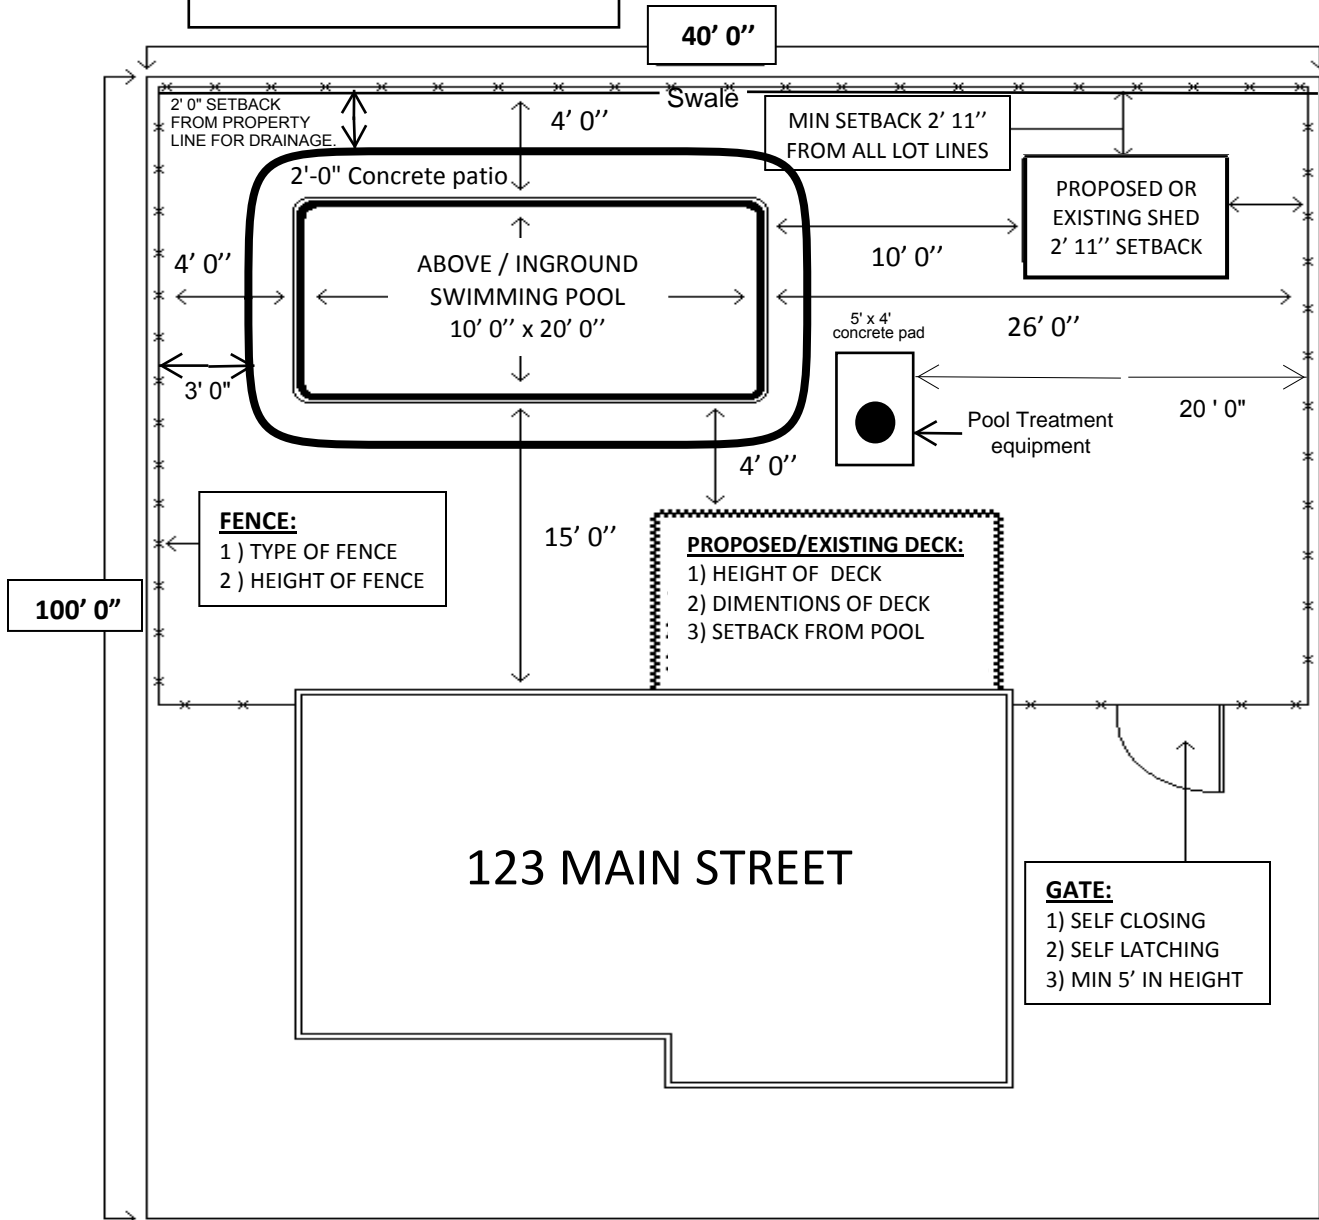 40’ 0’’
2' 0" SETBACK
FROM PROPERTY
LINE FOR DRAINAGE.
4’ 0’’
Swale
MIN SETBACK 2’ 11’’
FROM ALL LOT LINES
2'-0" Concrete patio
PROPOSED OR
EXISTING SHED
2’ 11’’ SETBACK
4’ 0’’
ABOVE / INGROUND
SWIMMING POOL
10’ 0’’ x 20’ 0’’
10’ 0’’
26’ 0’’
5' x 4'
concrete pad
3' 0"
20 ' 0"
Pool Treatment
equipment
4’ 0’’
15’ 0’’
FENCE:
1 ) TYPE OF FENCE
2 ) HEIGHT OF FENCE
PROPOSED/EXISTING DECK:
1) HEIGHT OF DECK
2) DIMENTIONS OF DECK
3) SETBACK FROM POOL
100’ 0”
123 MAIN STREET
GATE:
1) SELF CLOSING
2) SELF LATCHING
3) MIN 5’ IN HEIGHT